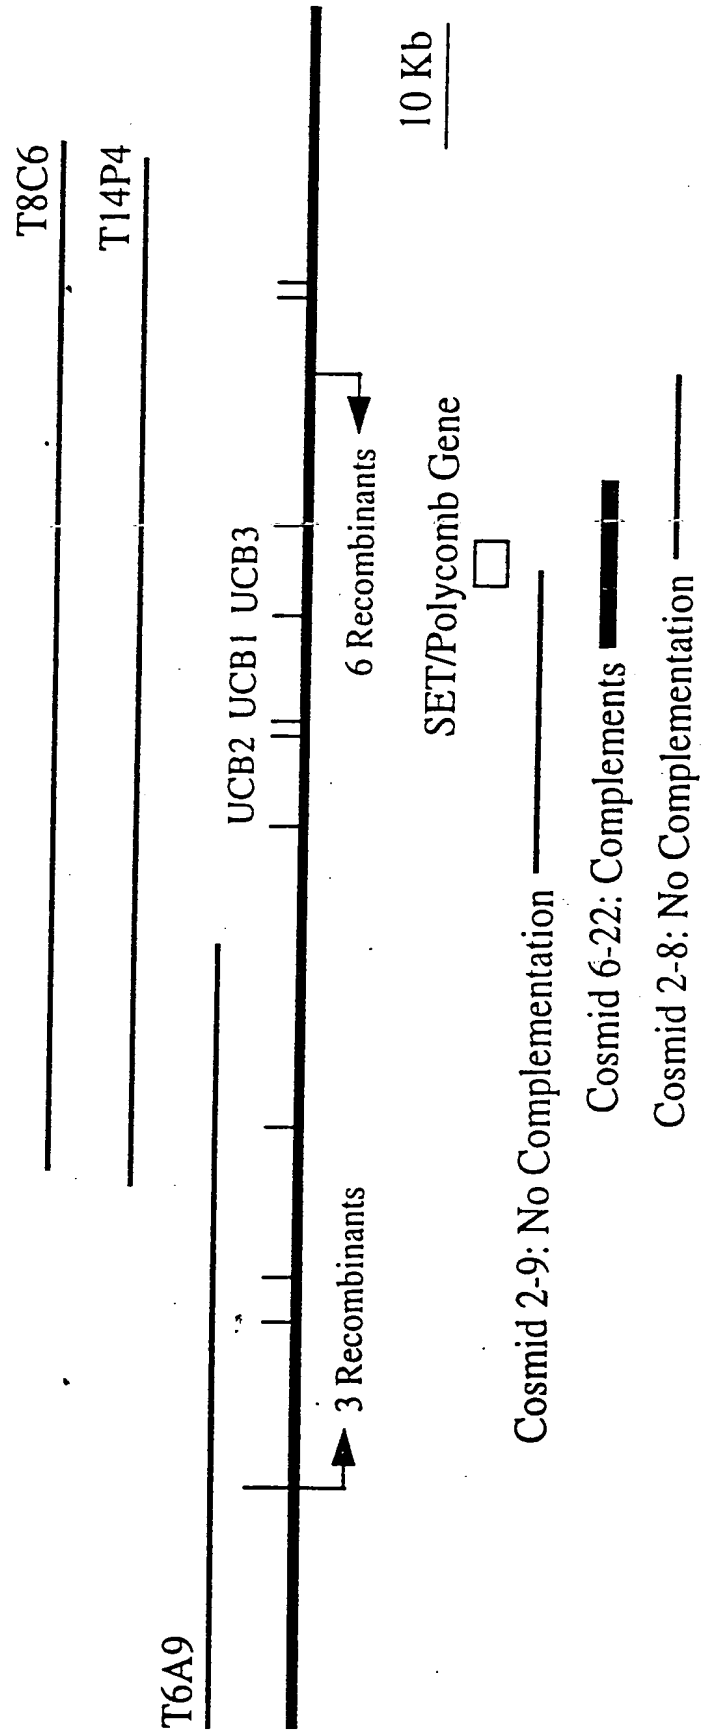 T8C6
T14P4
T6A9
UCB2 UCB1 UCB3
3 Recombinants
6 Recombinants
10 Kb
SET/Polycomb Gene
Cosmid 2-9: No Complementation
Cosmid 6-22: Complements
Cosmid 2-8: No Complementation